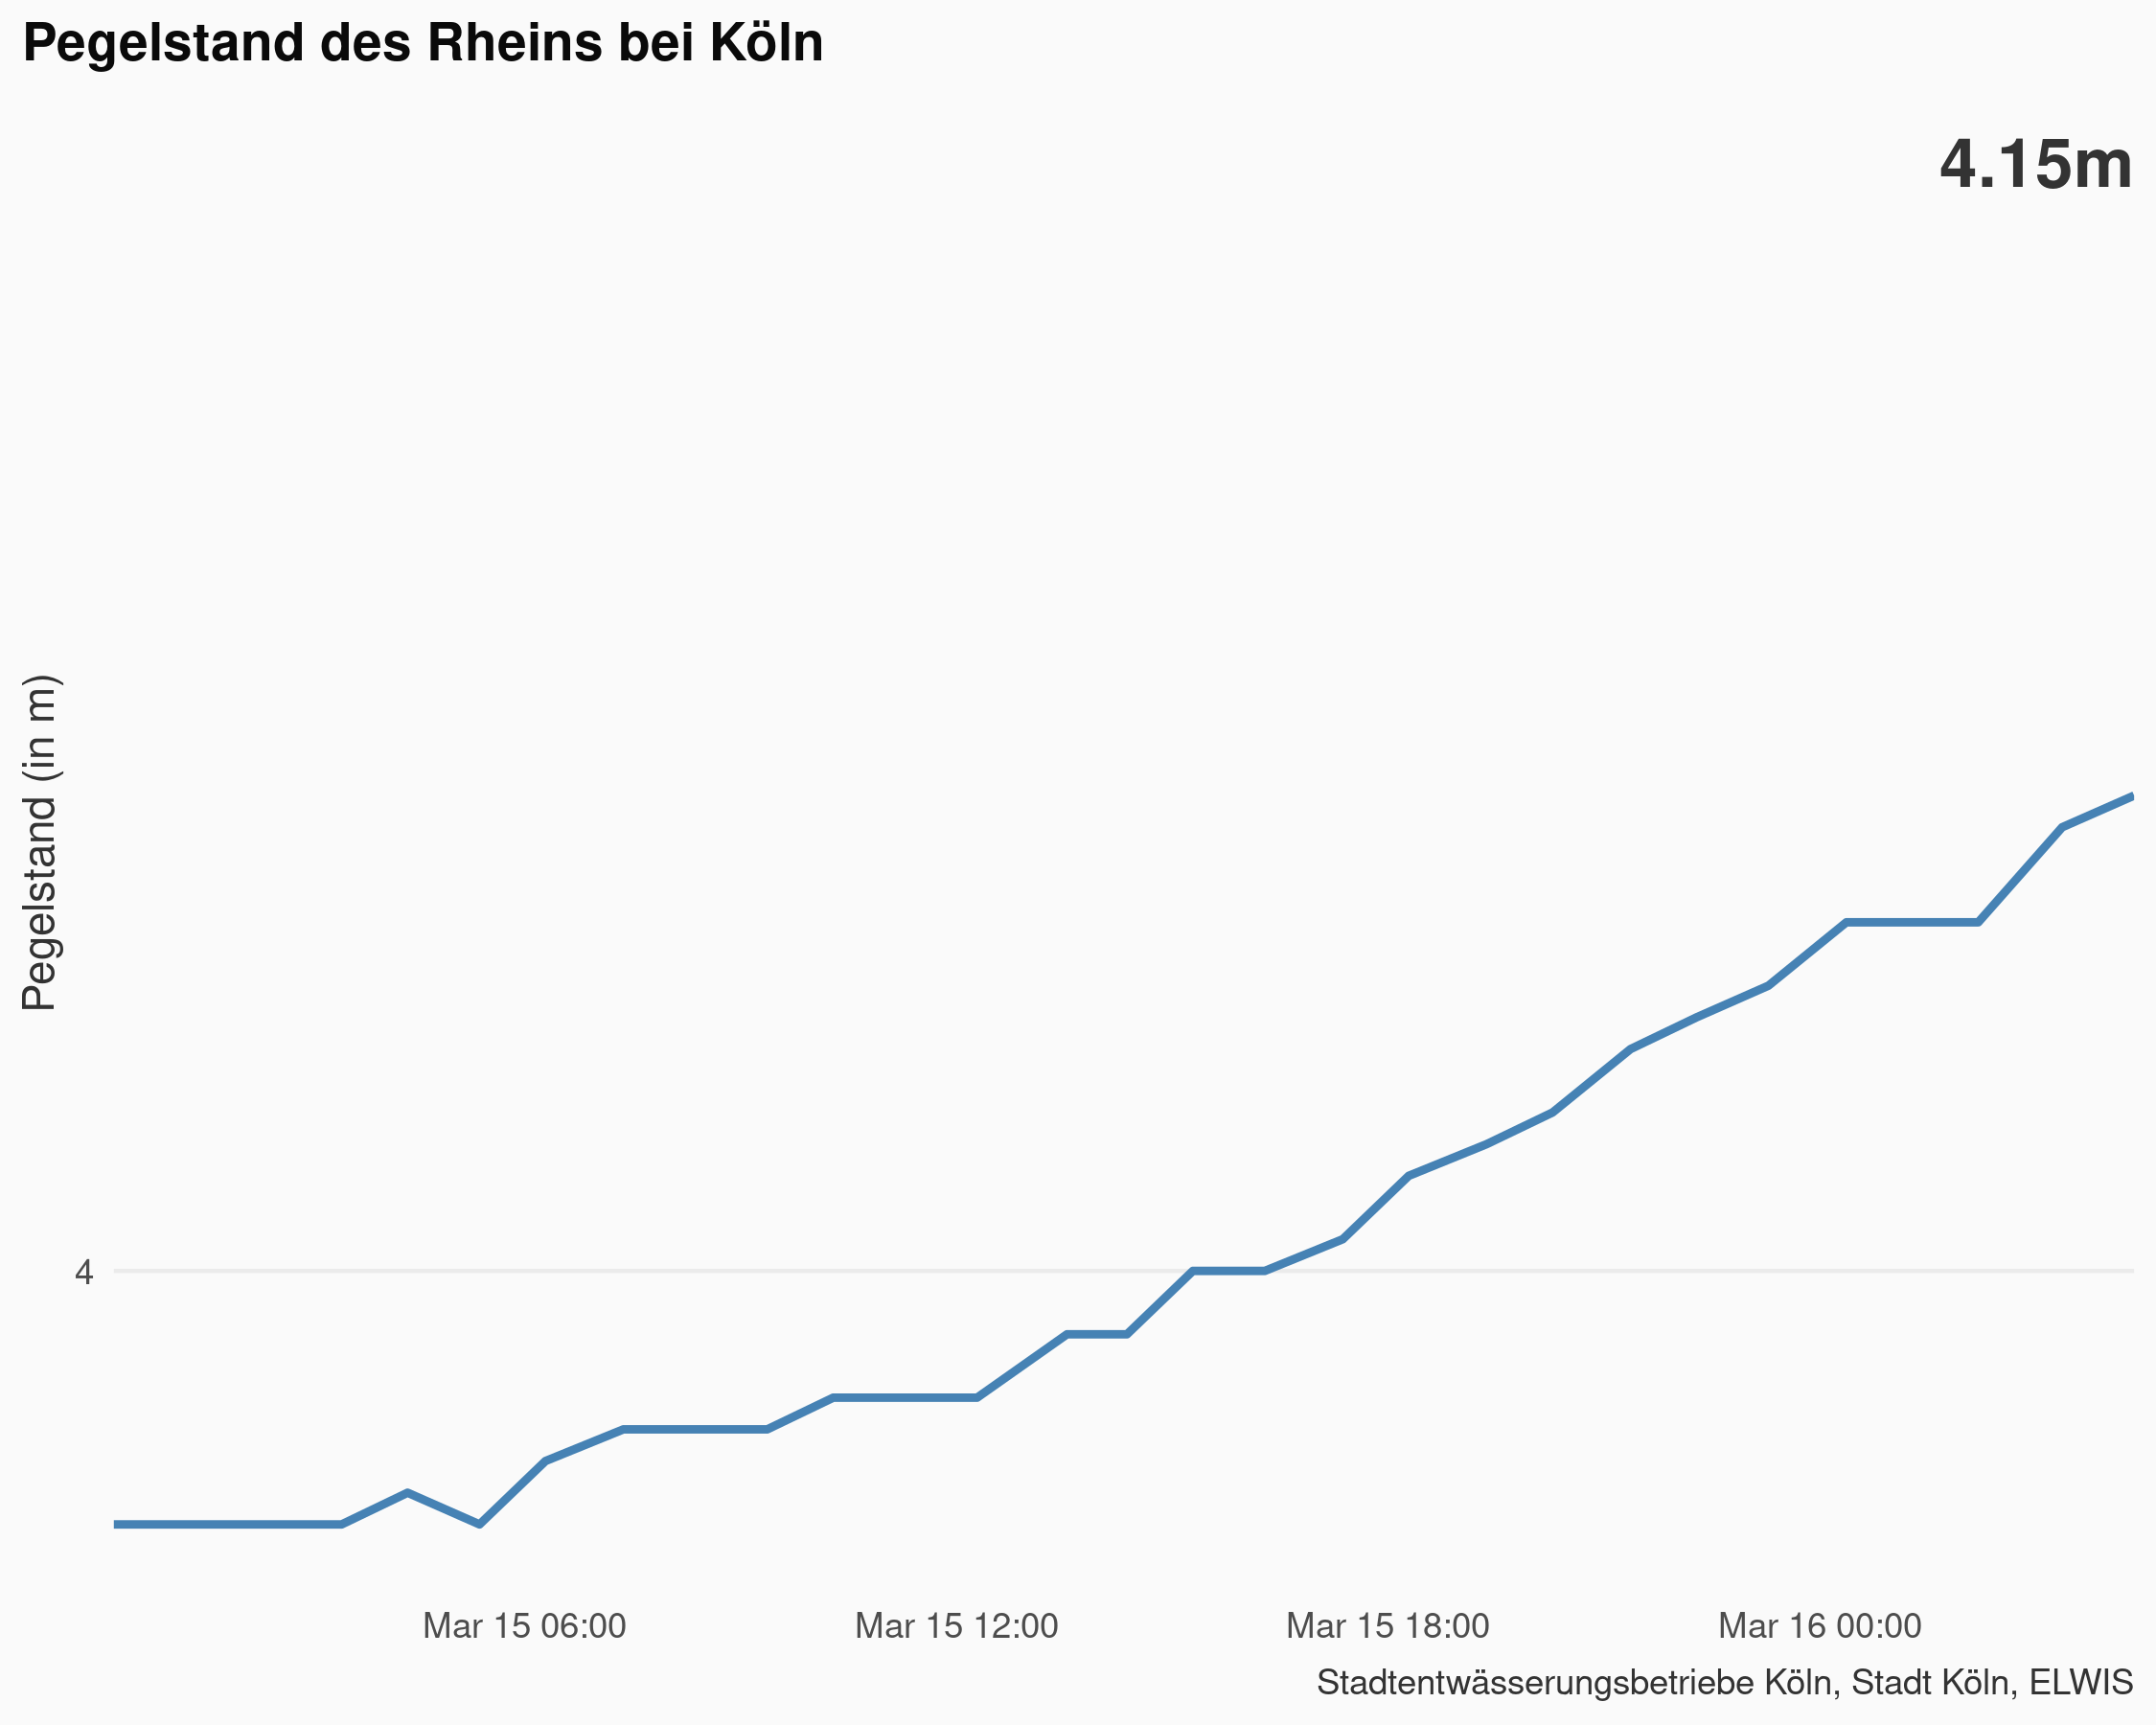 Pegelstand des Rheins bei Köln
4.15m
Pegelstand (in m)
4
Mar 15 06:00
Mar 15 12:00
Mar 15 18:00
Mar 16 00:00
Stadtentwässerungsbetriebe Köln, Stadt Köln, ELWIS